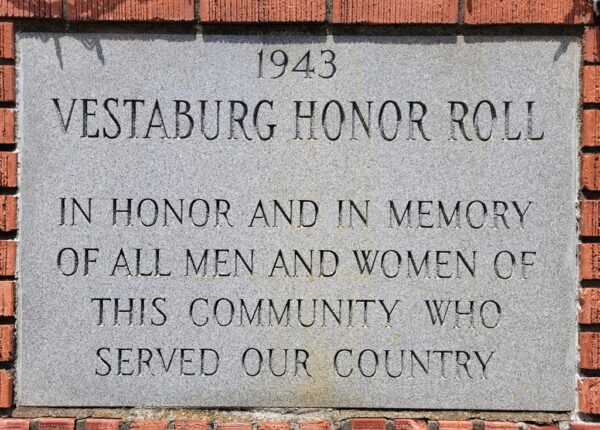 1943
VESTABURG HONOR ROLL
IN HONOR AND IN MEMORY
OF ALL MEN AND WOMEN OF
THIS COMMUNITY WHO
SERVED OUR COUNTRY